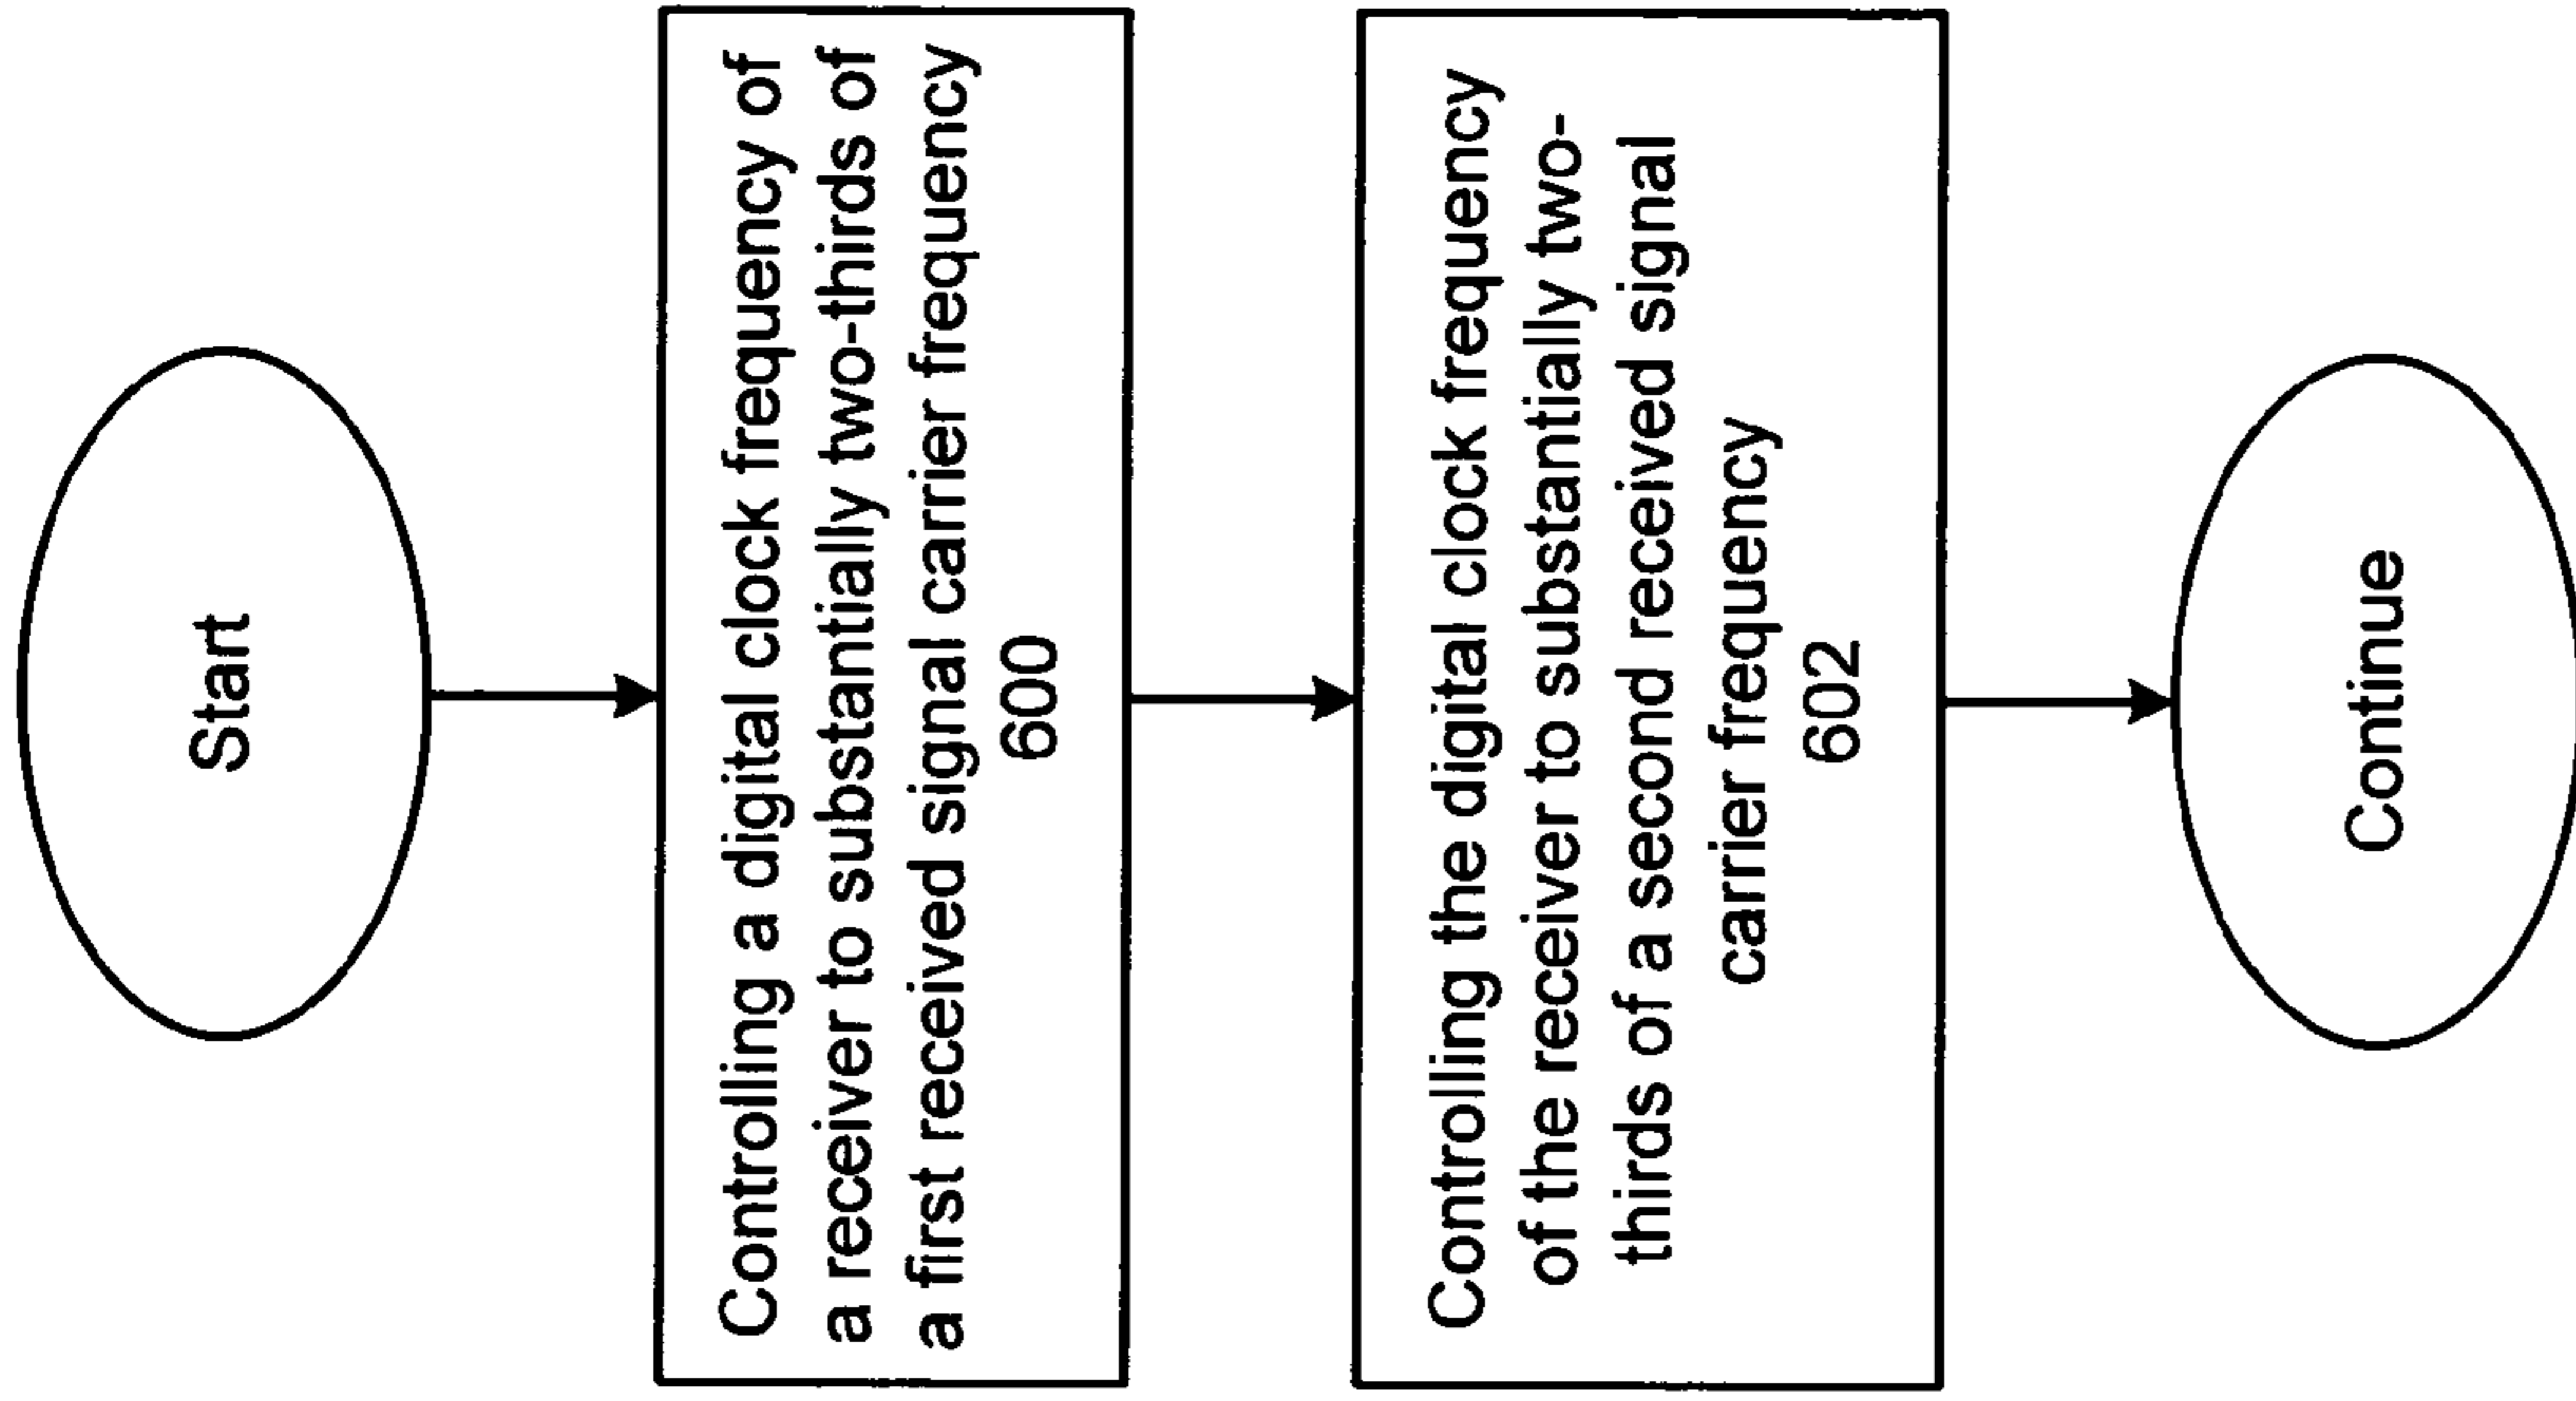 Start
Controlling a digital clock frequency of
a receiver to substantially two-thirds of
a first received signal carrier frequency
600
Controlling the digital clock frequency
of the receiver to substantially two-
thirds of a second received signal
carrier frequency
602
Continue